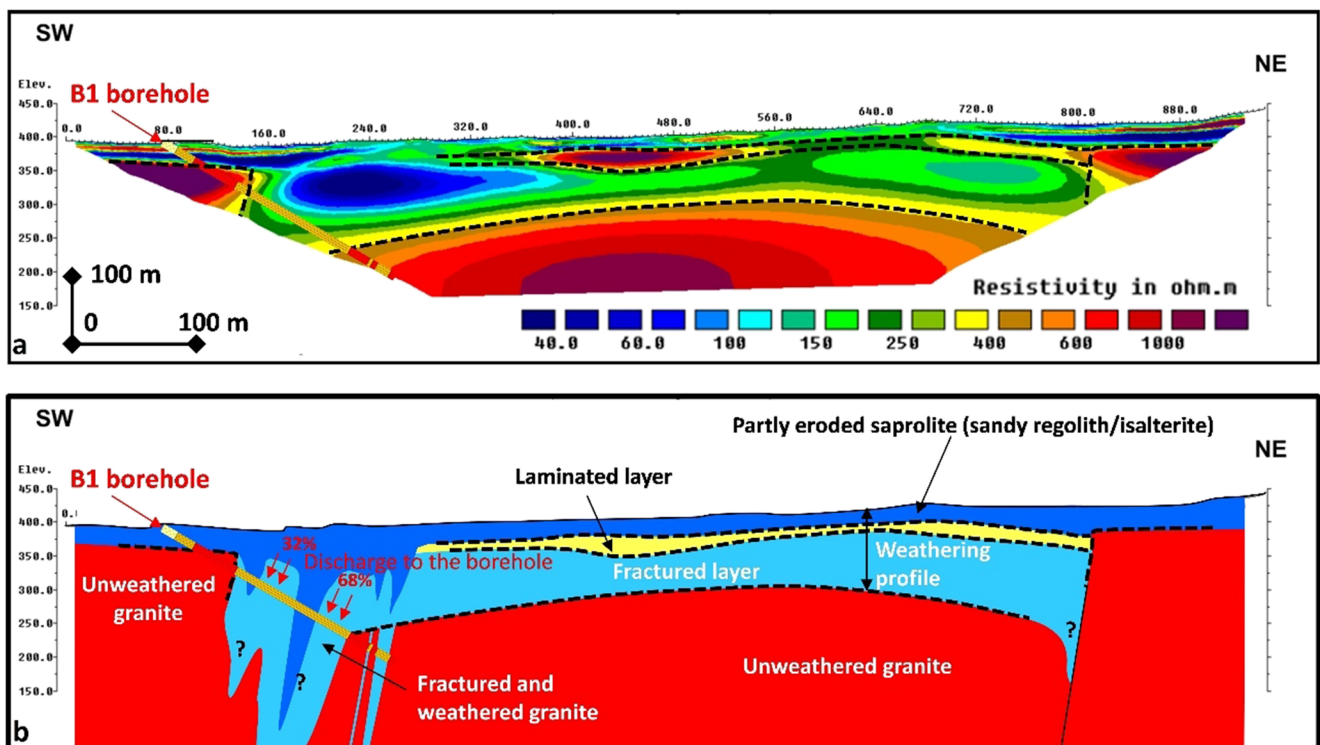 SW
NE
B1 borehole
Elev.
450.0
400.0
350.0
300.0
250.0
200.0
150.0
0.0 80.0 160.0 240.0 320.0 400.0 480.0 560.0 640.0 720.0 800.0 880.0
100 m
0 100 m
Resistivity in ohm.m
40.0 60.0 100 150 250 400 600 1000
a
SW
NE
Partly eroded saprolite (sandy regolith/isalterite)
B1 borehole
Laminated layer
Elev.
450.0
400.0
350.0
300.0
250.0
200.0
150.0
0.
32%
Discharge to the borehole
68%
Weathering
profile
Fractured layer
Unweathered
granite
?
?
?
Unweathered granite
Fractured and
weathered granite
b